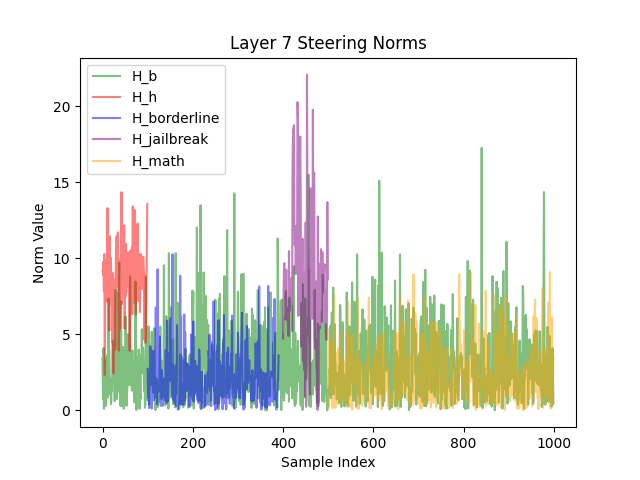 Layer 7 Steering Norms
H_b
H_h
H_borderline
H_jailbreak
H_math
Norm Value
20
15
10
5
0
0 200 400 600 800 1000
Sample Index